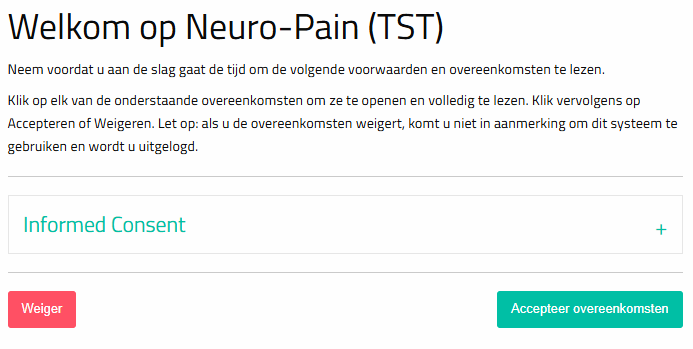 Welkom op Neuro-Pain (TST)
Neem voordat u aan de slag gaat de tijd om de volgende voorwaarden en overeenkomsten te lezen.
Klik op elk van de onderstaande overeenkomsten om ze te openen en volledig te lezen. Klik vervolgens op
Accepteren of Weigeren. Let op: als u de overeenkomsten weigert, komt u niet in aanmerking om dit systeem te
gebruiken en wordt u uitgelogd.
Informed Consent +
Weiger
Accepteer overeenkomsten